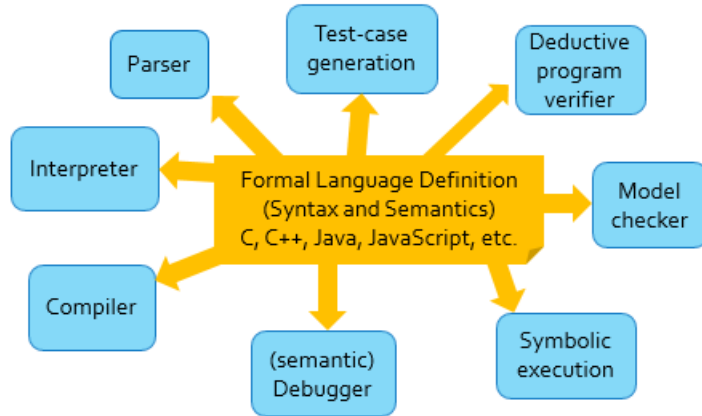 Test-case
generation
Deductive
program
verifier
Parser
Interpreter
Formal Language Definition
(Syntax and Semantics)
C, C++, Java, JavaScript, etc.
Model
checker
Compiler
(semantic)
Debugger
Symbolic
execution